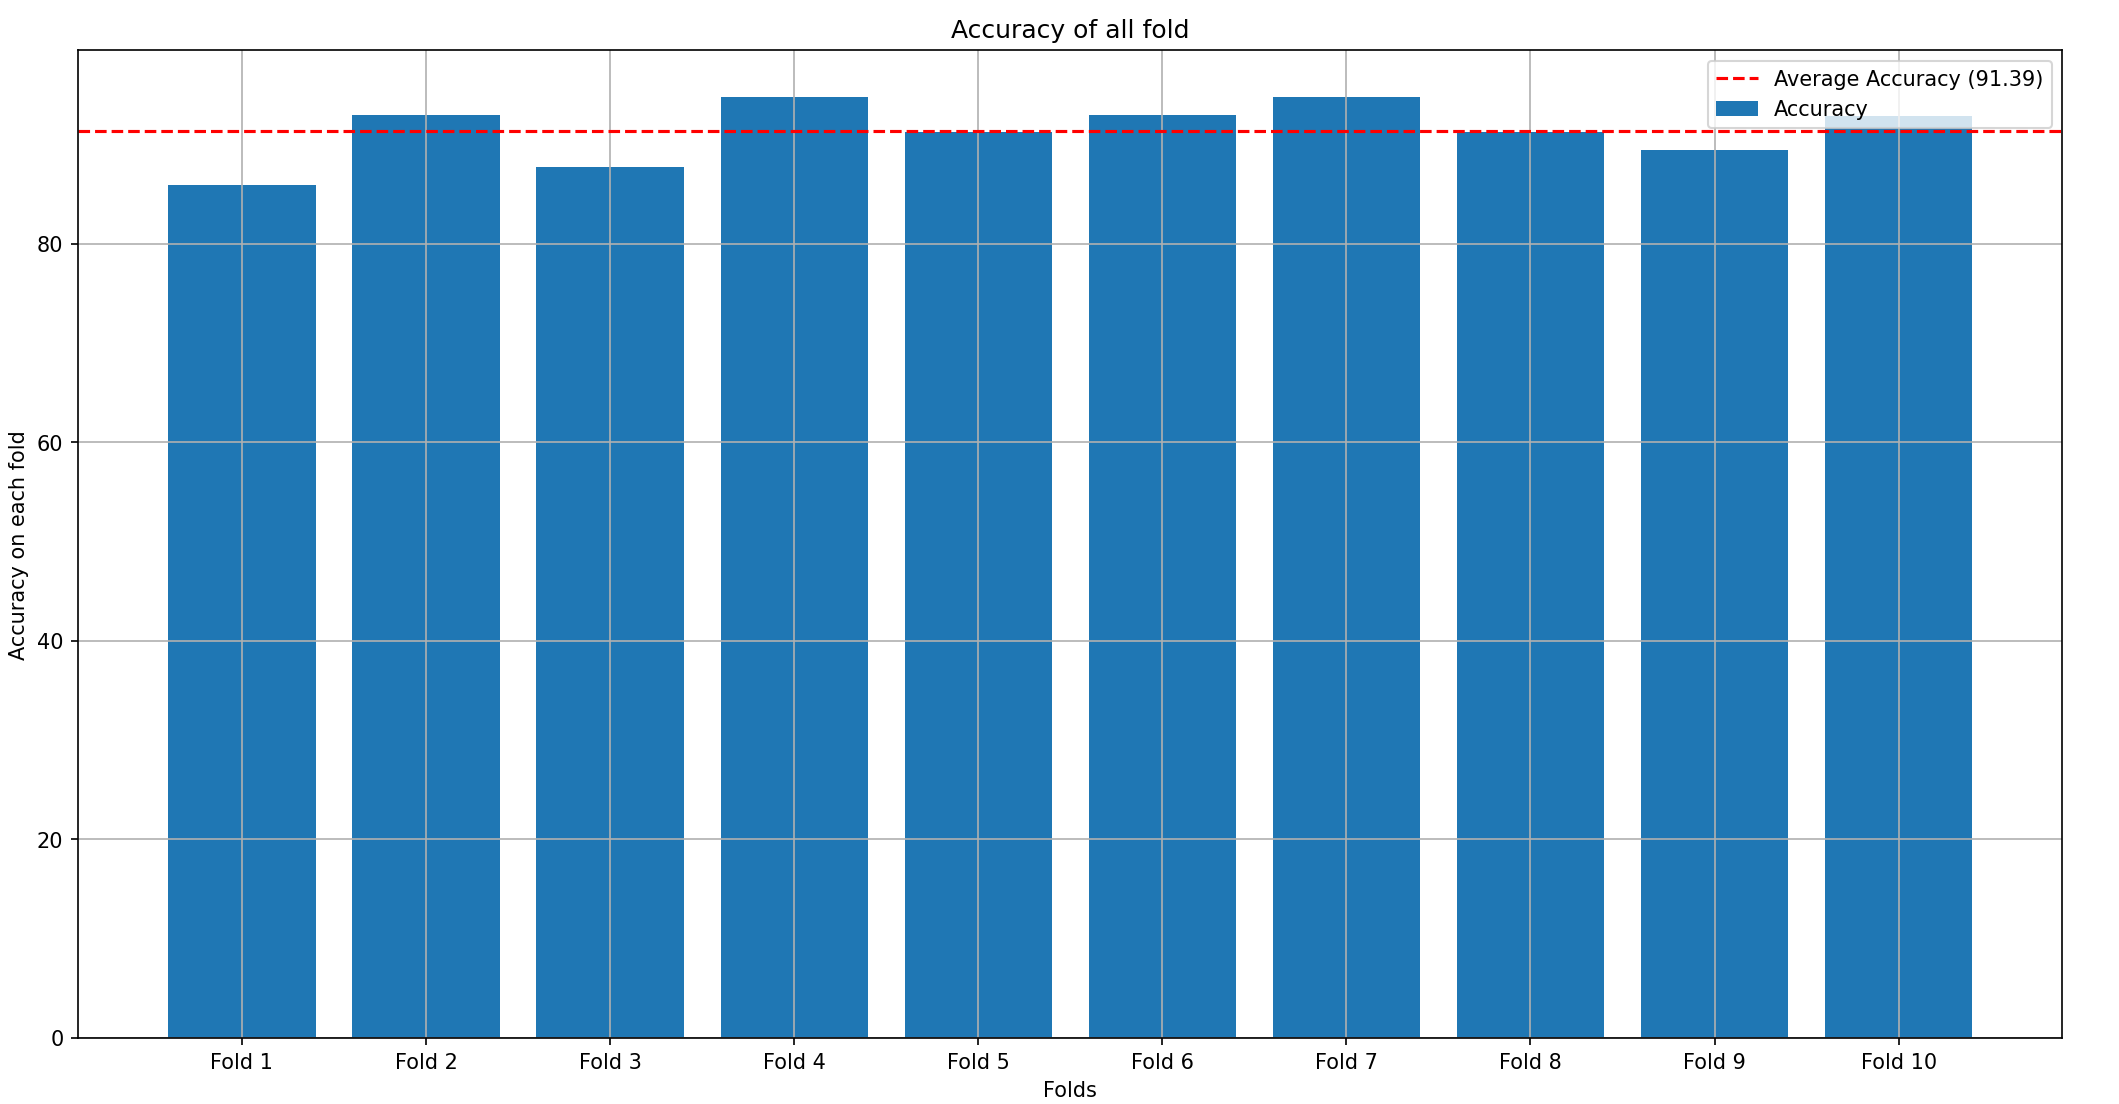 Accuracy of all fold
Average Accuracy (91.39)
Accuracy
Accuracy on each fold
80
60
40
20
0
Fold 1 Fold 2 Fold 3 Fold 4 Fold 5 Fold 6 Fold 7 Fold 8 Fold 9 Fold 10
Folds